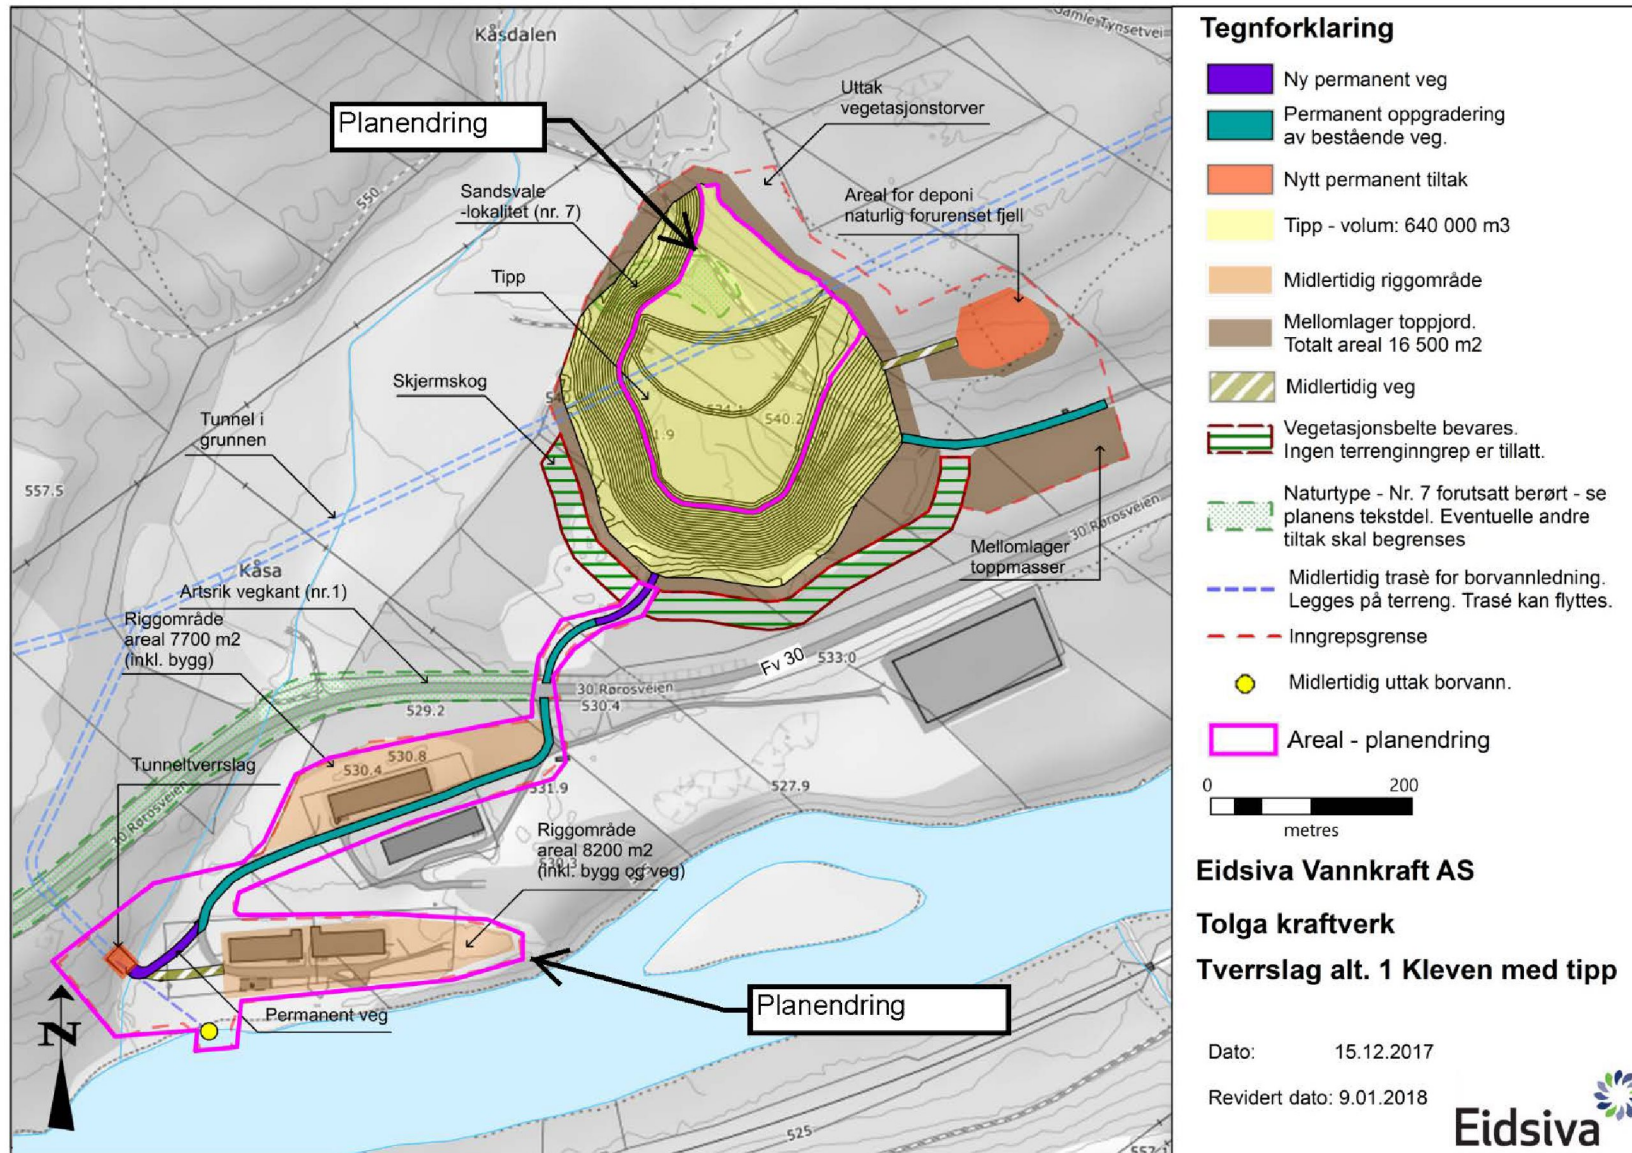 Kåsdalen
Gamle Tynsetvei
Planendring
Uttak
vegetasjonstorver
550
Sandsvale
-lokalitet (nr. 7)
Areal for deponi
naturlig forurenset fjell
Tipp
Skjermskog
540
534.1
540.2
Tunnel i
grunnen
557.5
30 Rørosveien
Mellomlager
toppmasser
Kåsa
Artsrik vegkant (nr.1)
Riggområde
areal 7700 m2
(inkl. bygg)
Fv 30
533.0
30 Rørosveien
530.4
529.2
530.8
530.4
Tunneltverrslag
531.9
527.9
30 Rørosveien
Riggområde
areal 8200 m2
(inkl. bygg og veg)
530.3
Planendring
Permanent veg
N
525
552.1
Tegnforklaring
Ny permanent veg
Permanent oppgradering
av bestående veg.
Nytt permanent tiltak
Tipp - volum: 640 000 m3
Midlertidig riggområde
Mellomlager toppjord.
Totalt areal 16 500 m2
Midlertidig veg
Vegetasjonsbelte bevares.
Ingen terrenginngrep er tillatt.
Naturtype - Nr. 7 forutsatt berørt - se
planens tekstdel. Eventuelle andre
tiltak skal begrenses
Midlertidig trasè for borvannledning.
Legges på terreng. Trasé kan flyttes.
Inngrepsgrense
Midlertidig uttak borvann.
Areal - planendring
0 200
metres
Eidsiva Vannkraft AS
Tolga kraftverk
Tverrslag alt. 1 Kleven med tipp
Dato: 15.12.2017
Revidert dato: 9.01.2018
Eidsiva